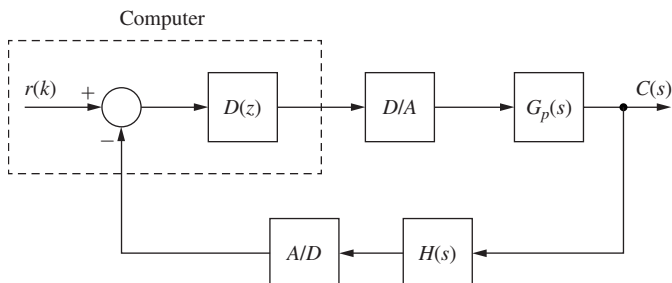 Computer
r(k)
+
−
D(z)
D/A
G_p(s)
C(s)
A/D
H(s)